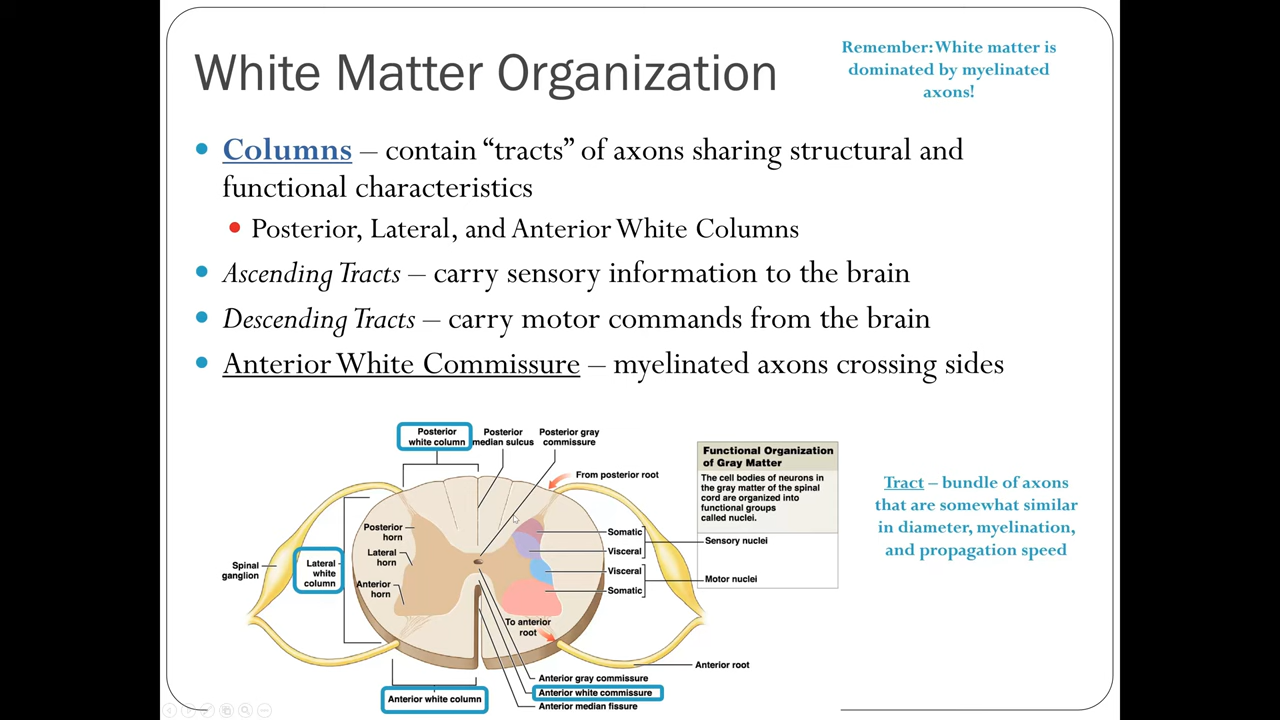 White Matter Organization
Remember: White matter is
dominated by myelinated
axons!
Columns – contain “tracts” of axons sharing structural and
functional characteristics
Posterior, Lateral, and Anterior White Columns
Ascending Tracts – carry sensory information to the brain
Descending Tracts – carry motor commands from the brain
Anterior White Commissure – myelinated axons crossing sides
Posterior
white column
Posterior
median sulcus
Posterior gray
commissure
From posterior root
Posterior
horn
Lateral
horn
Anterior
horn
Spinal
ganglion
Lateral
white
column
Somatic
Visceral
Visceral
Somatic
Sensory nuclei
Motor nuclei
To anterior
root
Anterior root
Anterior gray commissure
Anterior white commissure
Anterior median fissure
Anterior white column
Functional Organization
of Gray Matter
The cell bodies of neurons in
the gray matter of the spinal
cord are organized into
functional groups
called nuclei.
Tract – bundle of axons
that are somewhat similar
in diameter, myelination,
and propagation speed